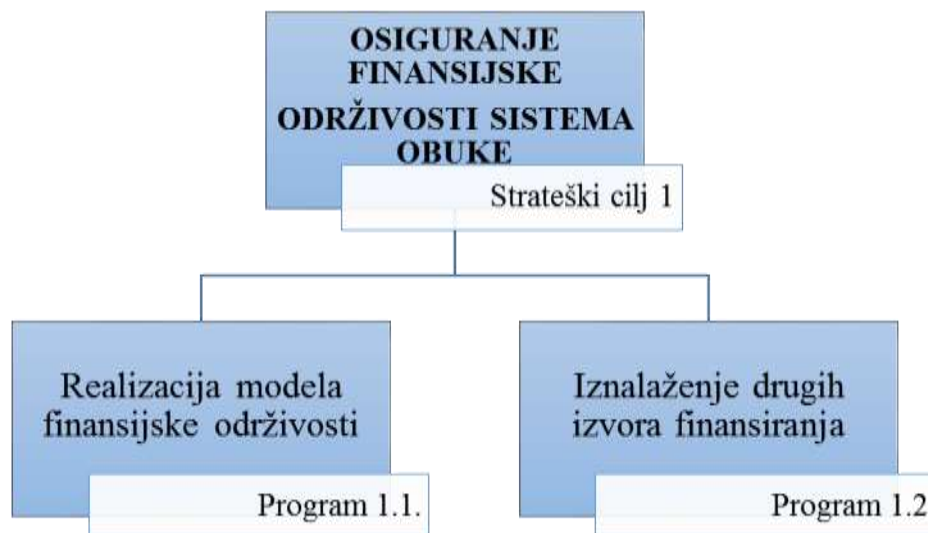 OSIGURANJE
FINANSIJSKE
ODRŽIVOSTI SISTEMA
OBUKE
Strateški cilj 1
Realizacija modela
finansijske održivosti
Program 1.1.
Iznalaženje drugih
izvora finansiranja
Program 1.2